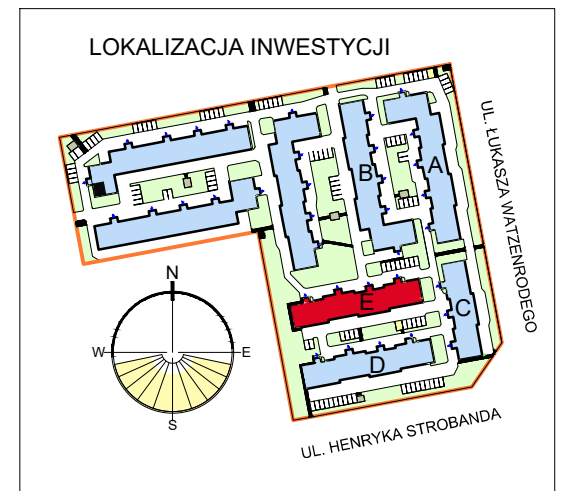 LOKALIZACJA INWESTYCJI
UL. ŁUKASZA WATZENRODEGO
A
B
E
C
D
N
W
E
S
UL. HENRYKA STROBANDA